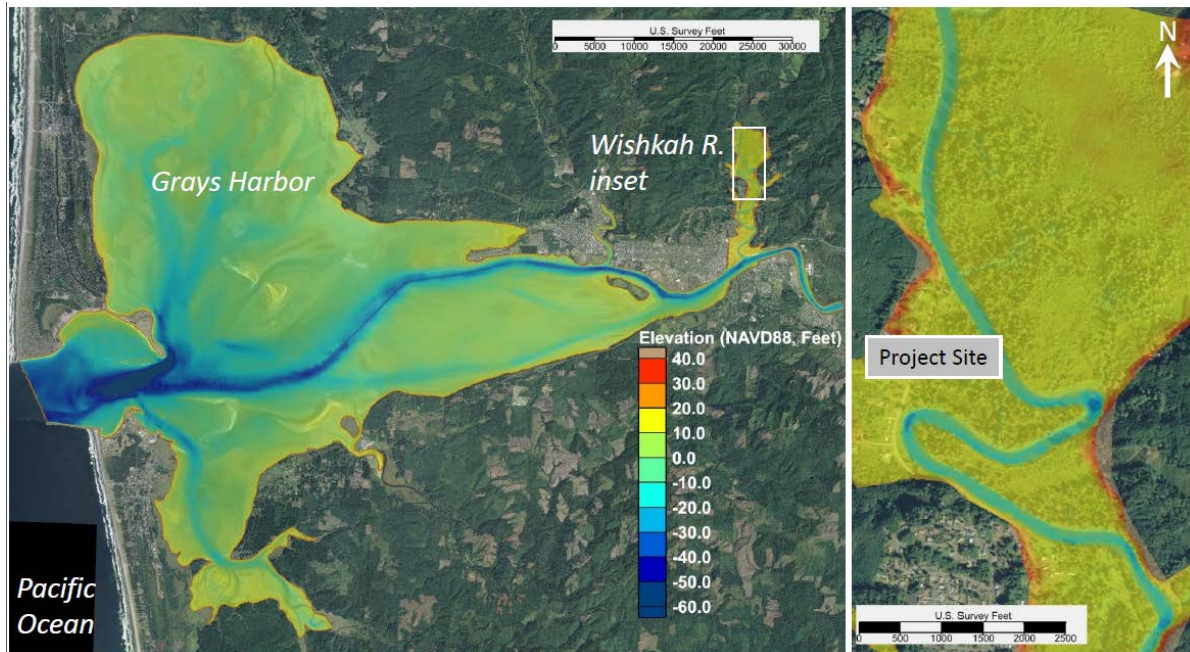 U.S. Survey Feet
0 5000 10000 15000 20000 25000 30000
Grays Harbor
Wishkah R.
inset
Elevation (NAVD88, Feet)
40.0
30.0
20.0
10.0
0.0
-10.0
-20.0
-30.0
-40.0
-50.0
-60.0
Pacific
Ocean
N
Project Site
U.S. Survey Feet
0 500 1000 1500 2000 2500